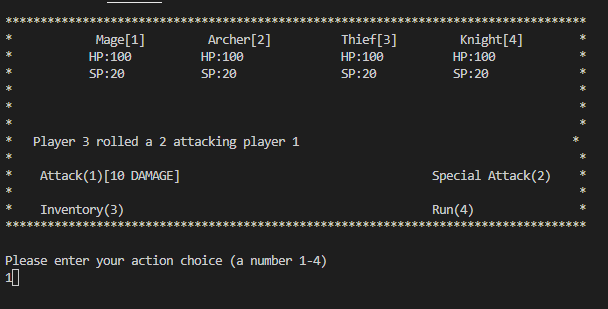 ***********************************************************************************
* Mage[1] Archer[2] Thief[3] Knight[4] *
* HP:100 HP:100 HP:100 HP:100 *
* SP:20 SP:20 SP:20 SP:20 *
* *
* *
* *
* Player 3 rolled a 2 attacking player 1 *
* *
* Attack(1)[10 DAMAGE] Special Attack(2) *
* *
* Inventory(3) Run(4) *
***********************************************************************************
Please enter your action choice (a number 1-4)
1